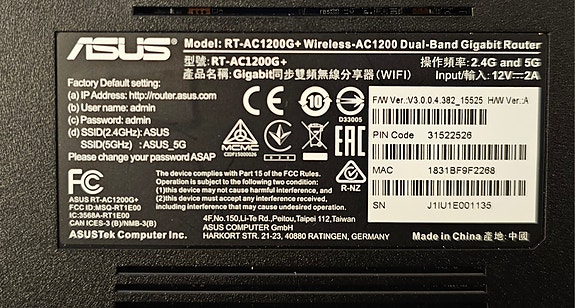 ASUS Model: RT-AC1200G+ Wireless-AC1200 Dual-Band Gigabit Router
型號: RT-AC1200G+ 操作頻率: 2.4G and 5G
產品名稱: Gigabit同步雙頻無線分享器 (WIFI) Input/輸入: 12V⎓2A
Factory Default setting:
(a) IP Address: http://router.asus.com
(b) User name: admin
(c) Password: admin
(d) SSID(2.4GHz): ASUS
SSID(5GHz) : ASUS_5G
Please change your password ASAP
CE
10
D33005
MCMC
CIDF15000026
EAC
R-NZ
F/W Ver.:V3.0.0.4.382_15525 H/W Ver.:A
PIN Code 31522526
MAC 1831BF9F2268
SN J1IU1E001135
FC
ASUS RT-AC1200G+
FCC ID:MSQ-RT1E00
IC:3568A-RT1E00
CAN ICES-3 (B)/NMB-3(B)
ASUSTek Computer Inc.
The device complies with Part 15 of the FCC Rules.
Operation is subject to the following two conditions:
(1)this device may not cause harmful interference, and
(2)this device must accept any interference received,
including interference that may cause undesired operation.
4F,No.150,Li-Te Rd.,Peitou,Taipei 112,Taiwan
ASUS COMPUTER GmbH
HARKORT STR. 21-23, 40880 RATINGEN, GERMANY
Made in China 產地: 中國